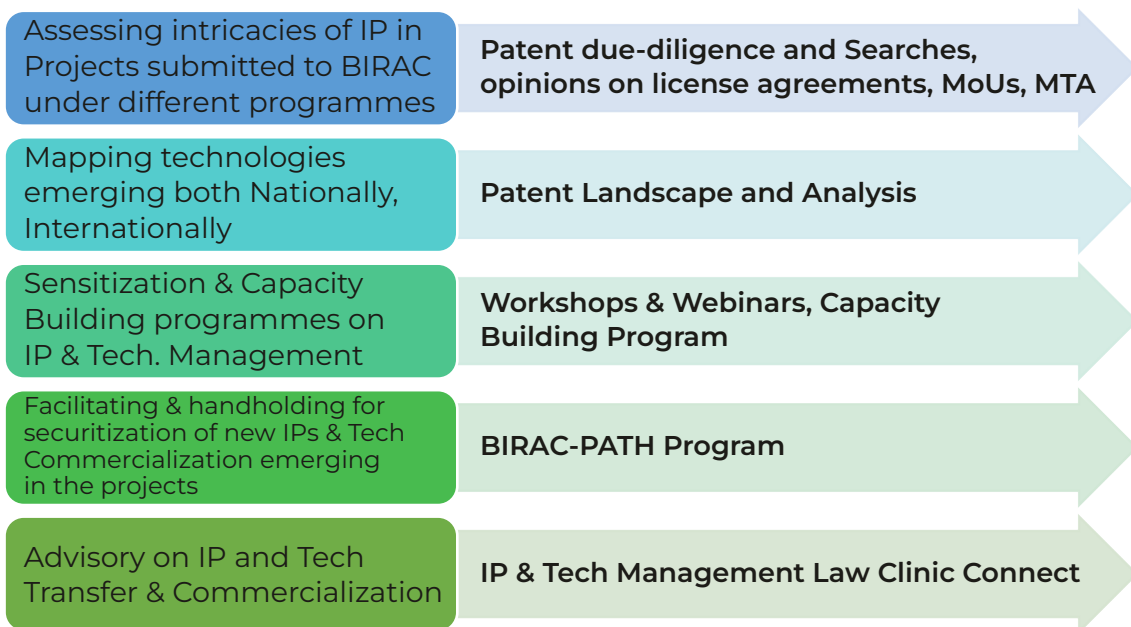 Assessing intricacies of IP in
Projects submitted to BIRAC
under different programmes
Patent due-diligence and Searches,
opinions on license agreements, MoUs, MTA
Mapping technologies
emerging both Nationally,
Internationally
Patent Landscape and Analysis
Sensitization & Capacity
Building programmes on
IP & Tech. Management
Workshops & Webinars, Capacity
Building Program
Facilitating & handholding for
securitization of new IPs & Tech
Commercialization emerging
in the projects
BIRAC-PATH Program
Advisory on IP and Tech
Transfer & Commercialization
IP & Tech Management Law Clinic Connect